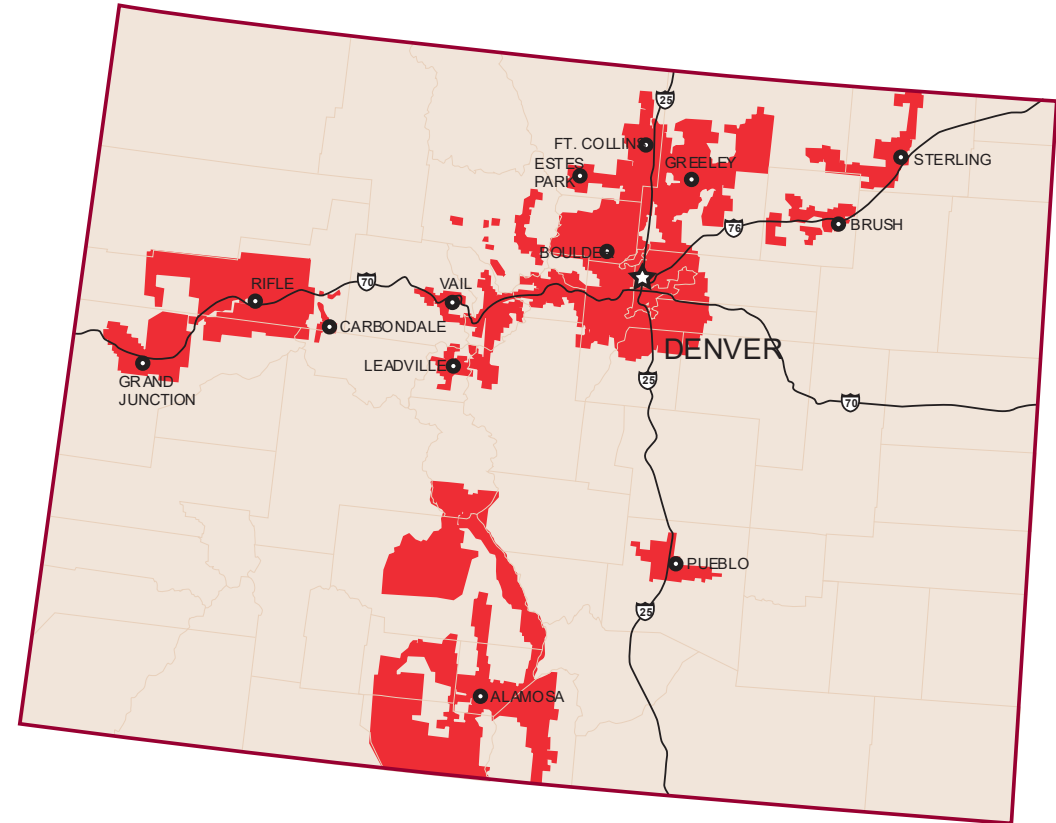 25
FT. COLLINS
ESTES
PARK
GREELEY
STERLING
76
BRUSH
BOULDER
RIFLE
70
VAIL
CARBONDALE
DENVER
LEADVILLE
GRAND
JUNCTION
25
70
PUEBLO
25
ALAMOSA